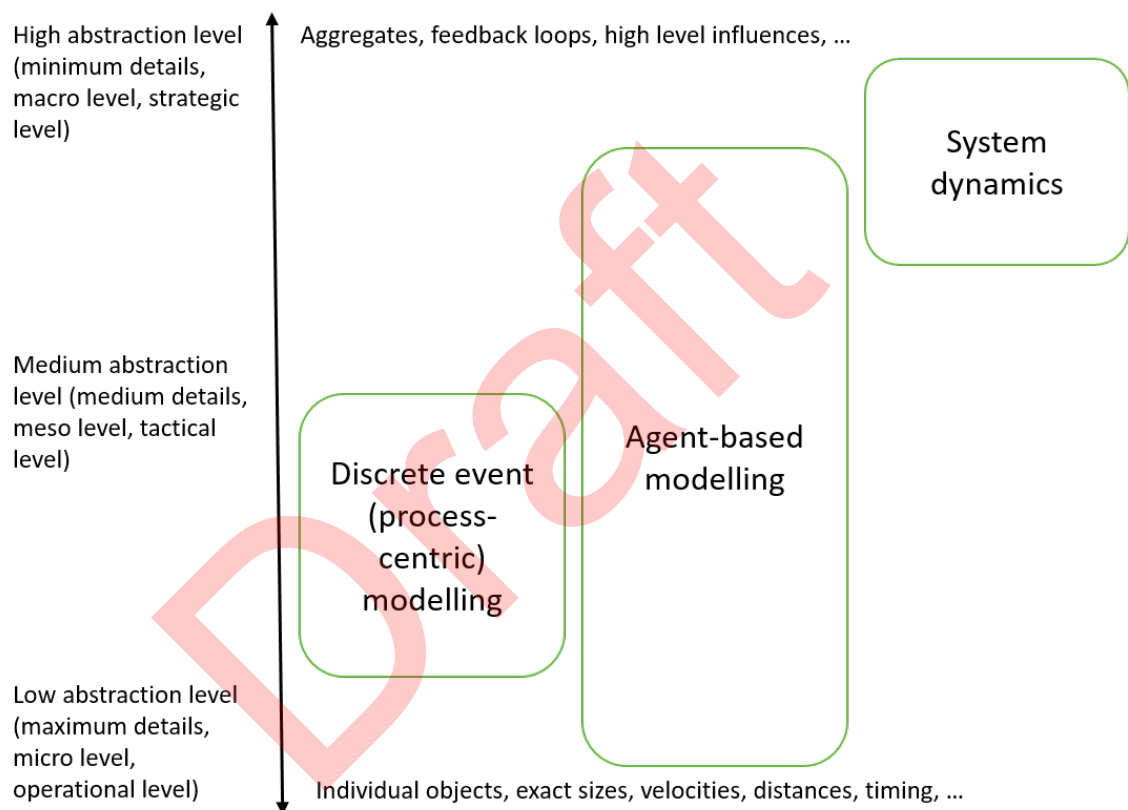 High abstraction level
(minimum details,
macro level, strategic
level)
Aggregates, feedback loops, high level influences, ...
System
dynamics
Medium abstraction
level (medium details,
meso level, tactical
level)
Agent-based
modelling
Discrete event
(process-
centric)
modelling
Draft
Low abstraction level
(maximum details,
micro level,
operational level)
Individual objects, exact sizes, velocities, distances, timing, ...